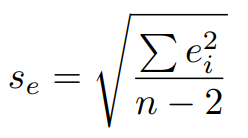 $s_e = \sqrt{\frac{\sum e_i^2}{n-2}}$